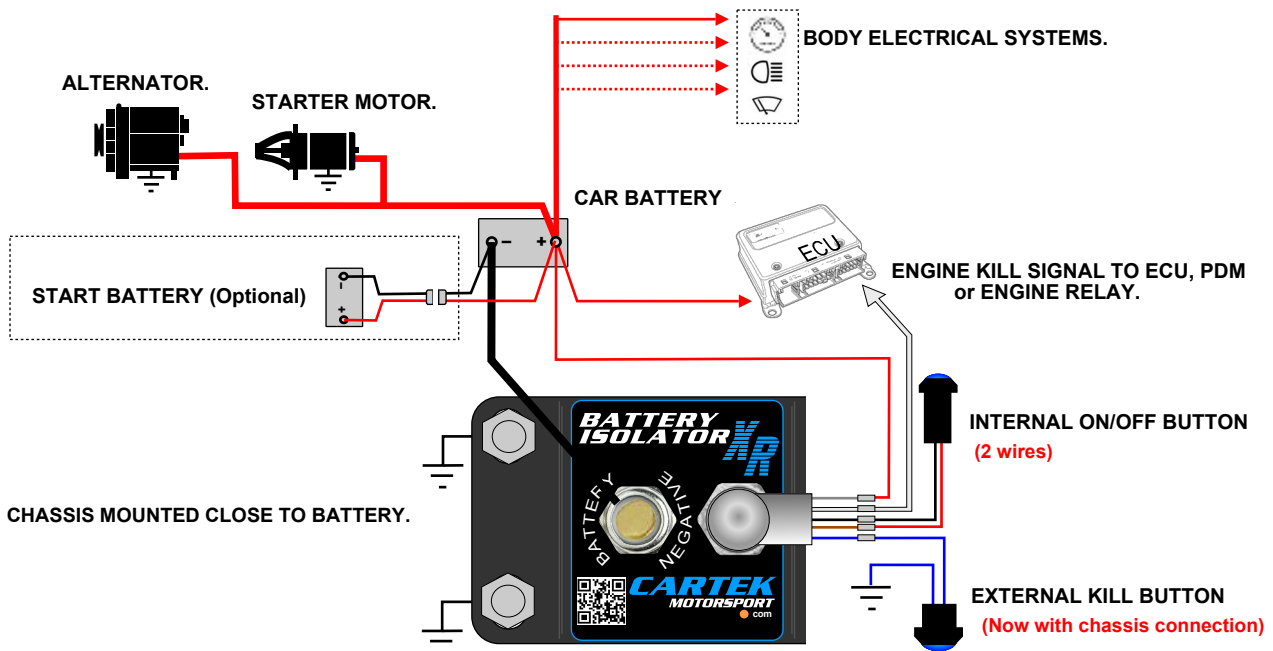 BODY ELECTRICAL SYSTEMS.
ALTERNATOR.
STARTER MOTOR.
CAR BATTERY
- +
ECU
ENGINE KILL SIGNAL TO ECU, PDM
or ENGINE RELAY.
START BATTERY (Optional)
-
+
BATTERY
ISOLATOR XR
INTERNAL ON/OFF BUTTON
(2 wires)
BATTERY
NEGATIVE
CHASSIS MOUNTED CLOSE TO BATTERY.
CARTEK
MOTORSPORT
com
EXTERNAL KILL BUTTON
(Now with chassis connection)